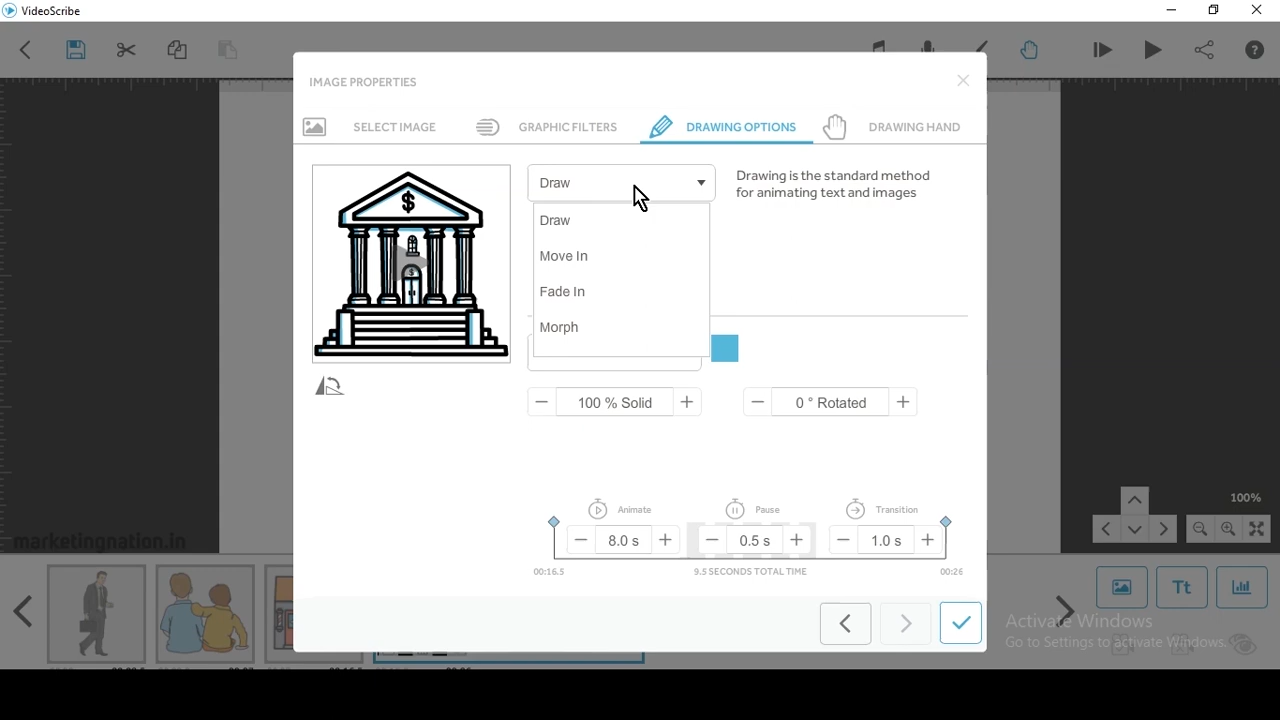 VideoScribe
IMAGE PROPERTIES
SELECT IMAGE
GRAPHIC FILTERS
DRAWING OPTIONS
DRAWING HAND
$
$
Draw
Drawing is the standard method
for animating text and images
Draw
Move In
Fade In
Morph
100 % Solid
0 ° Rotated
Animate
Pause
Transition
8.0 s
0.5 s
1.0 s
00:16.5
9.5 SECONDS TOTAL TIME
00:26
100%
marketingnation.in
Tt
Activate Windows
Go to Settings to activate Windows.